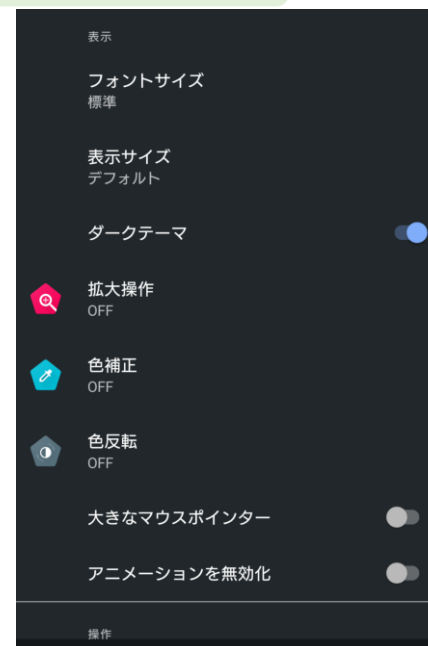 表示
フォントサイズ
標準
表示サイズ
デフォルト
ダークテーマ
拡大操作
OFF
色補正
OFF
色反転
OFF
大きなマウスポインター
アニメーションを無効化
操作